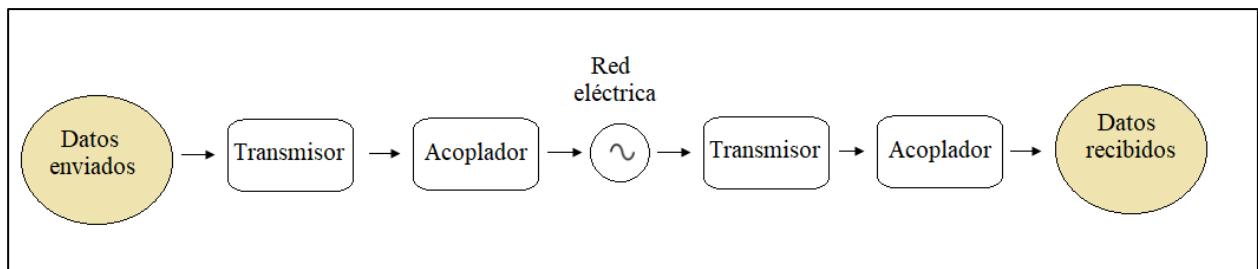 Datos
enviados
Transmisor
Acoplador
Red
eléctrica
Transmisor
Acoplador
Datos
recibidos